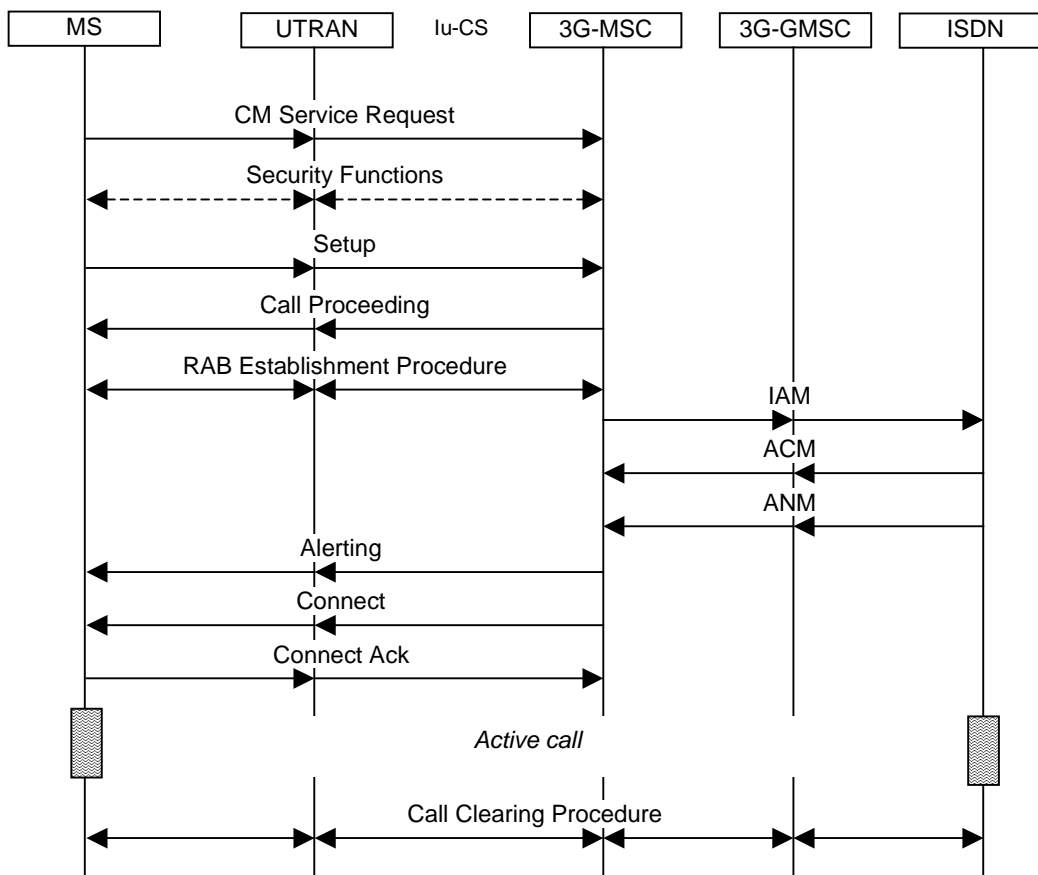 MS
UTRAN
Iu-CS
3G-MSC
3G-GMSC
ISDN
CM Service Request
Security Functions
Setup
Call Proceeding
RAB Establishment Procedure
IAM
ACM
ANM
Alerting
Connect
Connect Ack
Active call
Call Clearing Procedure